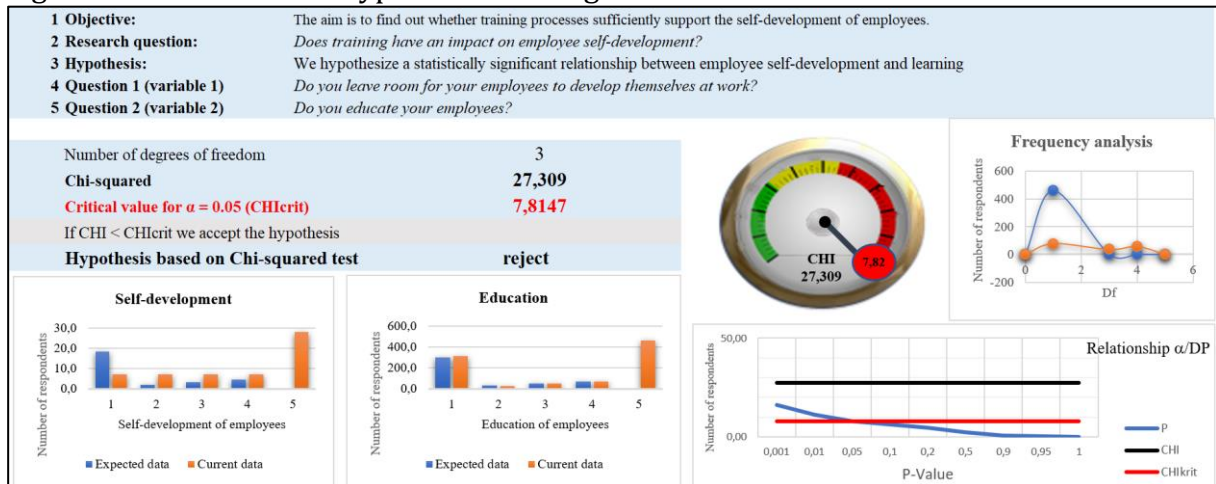 1 Objective: The aim is to find out whether training processes sufficiently support the self-development of employees.
2 Research question: Does training have an impact on employee self-development?
3 Hypothesis: We hypothesize a statistically significant relationship between employee self-development and learning
4 Question 1 (variable 1) Do you leave room for your employees to develop themselves at work?
5 Question 2 (variable 2) Do you educate your employees?
Number of degrees of freedom 3
Chi-squared 27,309
Critical value for α = 0.05 (CHIcrit) 7,8147
If CHI < CHIcrit we accept the hypothesis
Hypothesis based on Chi-squared test reject
CHI
27,309
7,82
Frequency analysis
Number of respondents
600
400
200
0
-200
0 2 4 6
Df
Self-development
Number of respondents
30,0
20,0
10,0
0,0
1 2 3 4 5
Self-development of employees
Expected data Current data
Education
Number of respondents
600,0
400,0
200,0
0,0
1 2 3 4 5
Education of employees
Expected data Current data
Relationship α/DP
Number of respondents
50,00
0,00
0,001 0,01 0,05 0,1 0,2 0,5 0,9 0,95 1
P-Value
P
CHI
CHIkrit